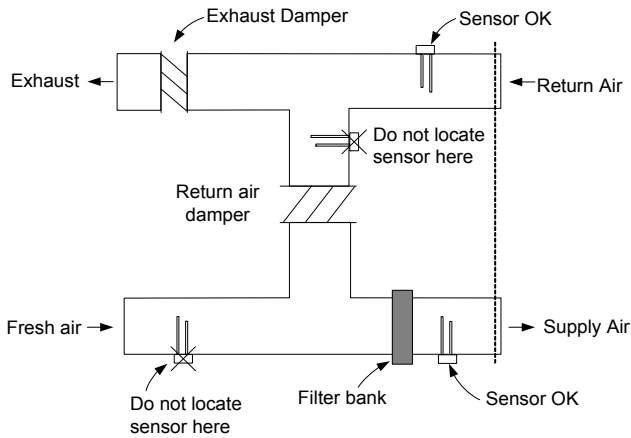 Exhaust Damper
Sensor OK
Exhaust
Return Air
Do not locate
sensor here
Return air
damper
Fresh air
Supply Air
Do not locate
sensor here
Filter bank
Sensor OK